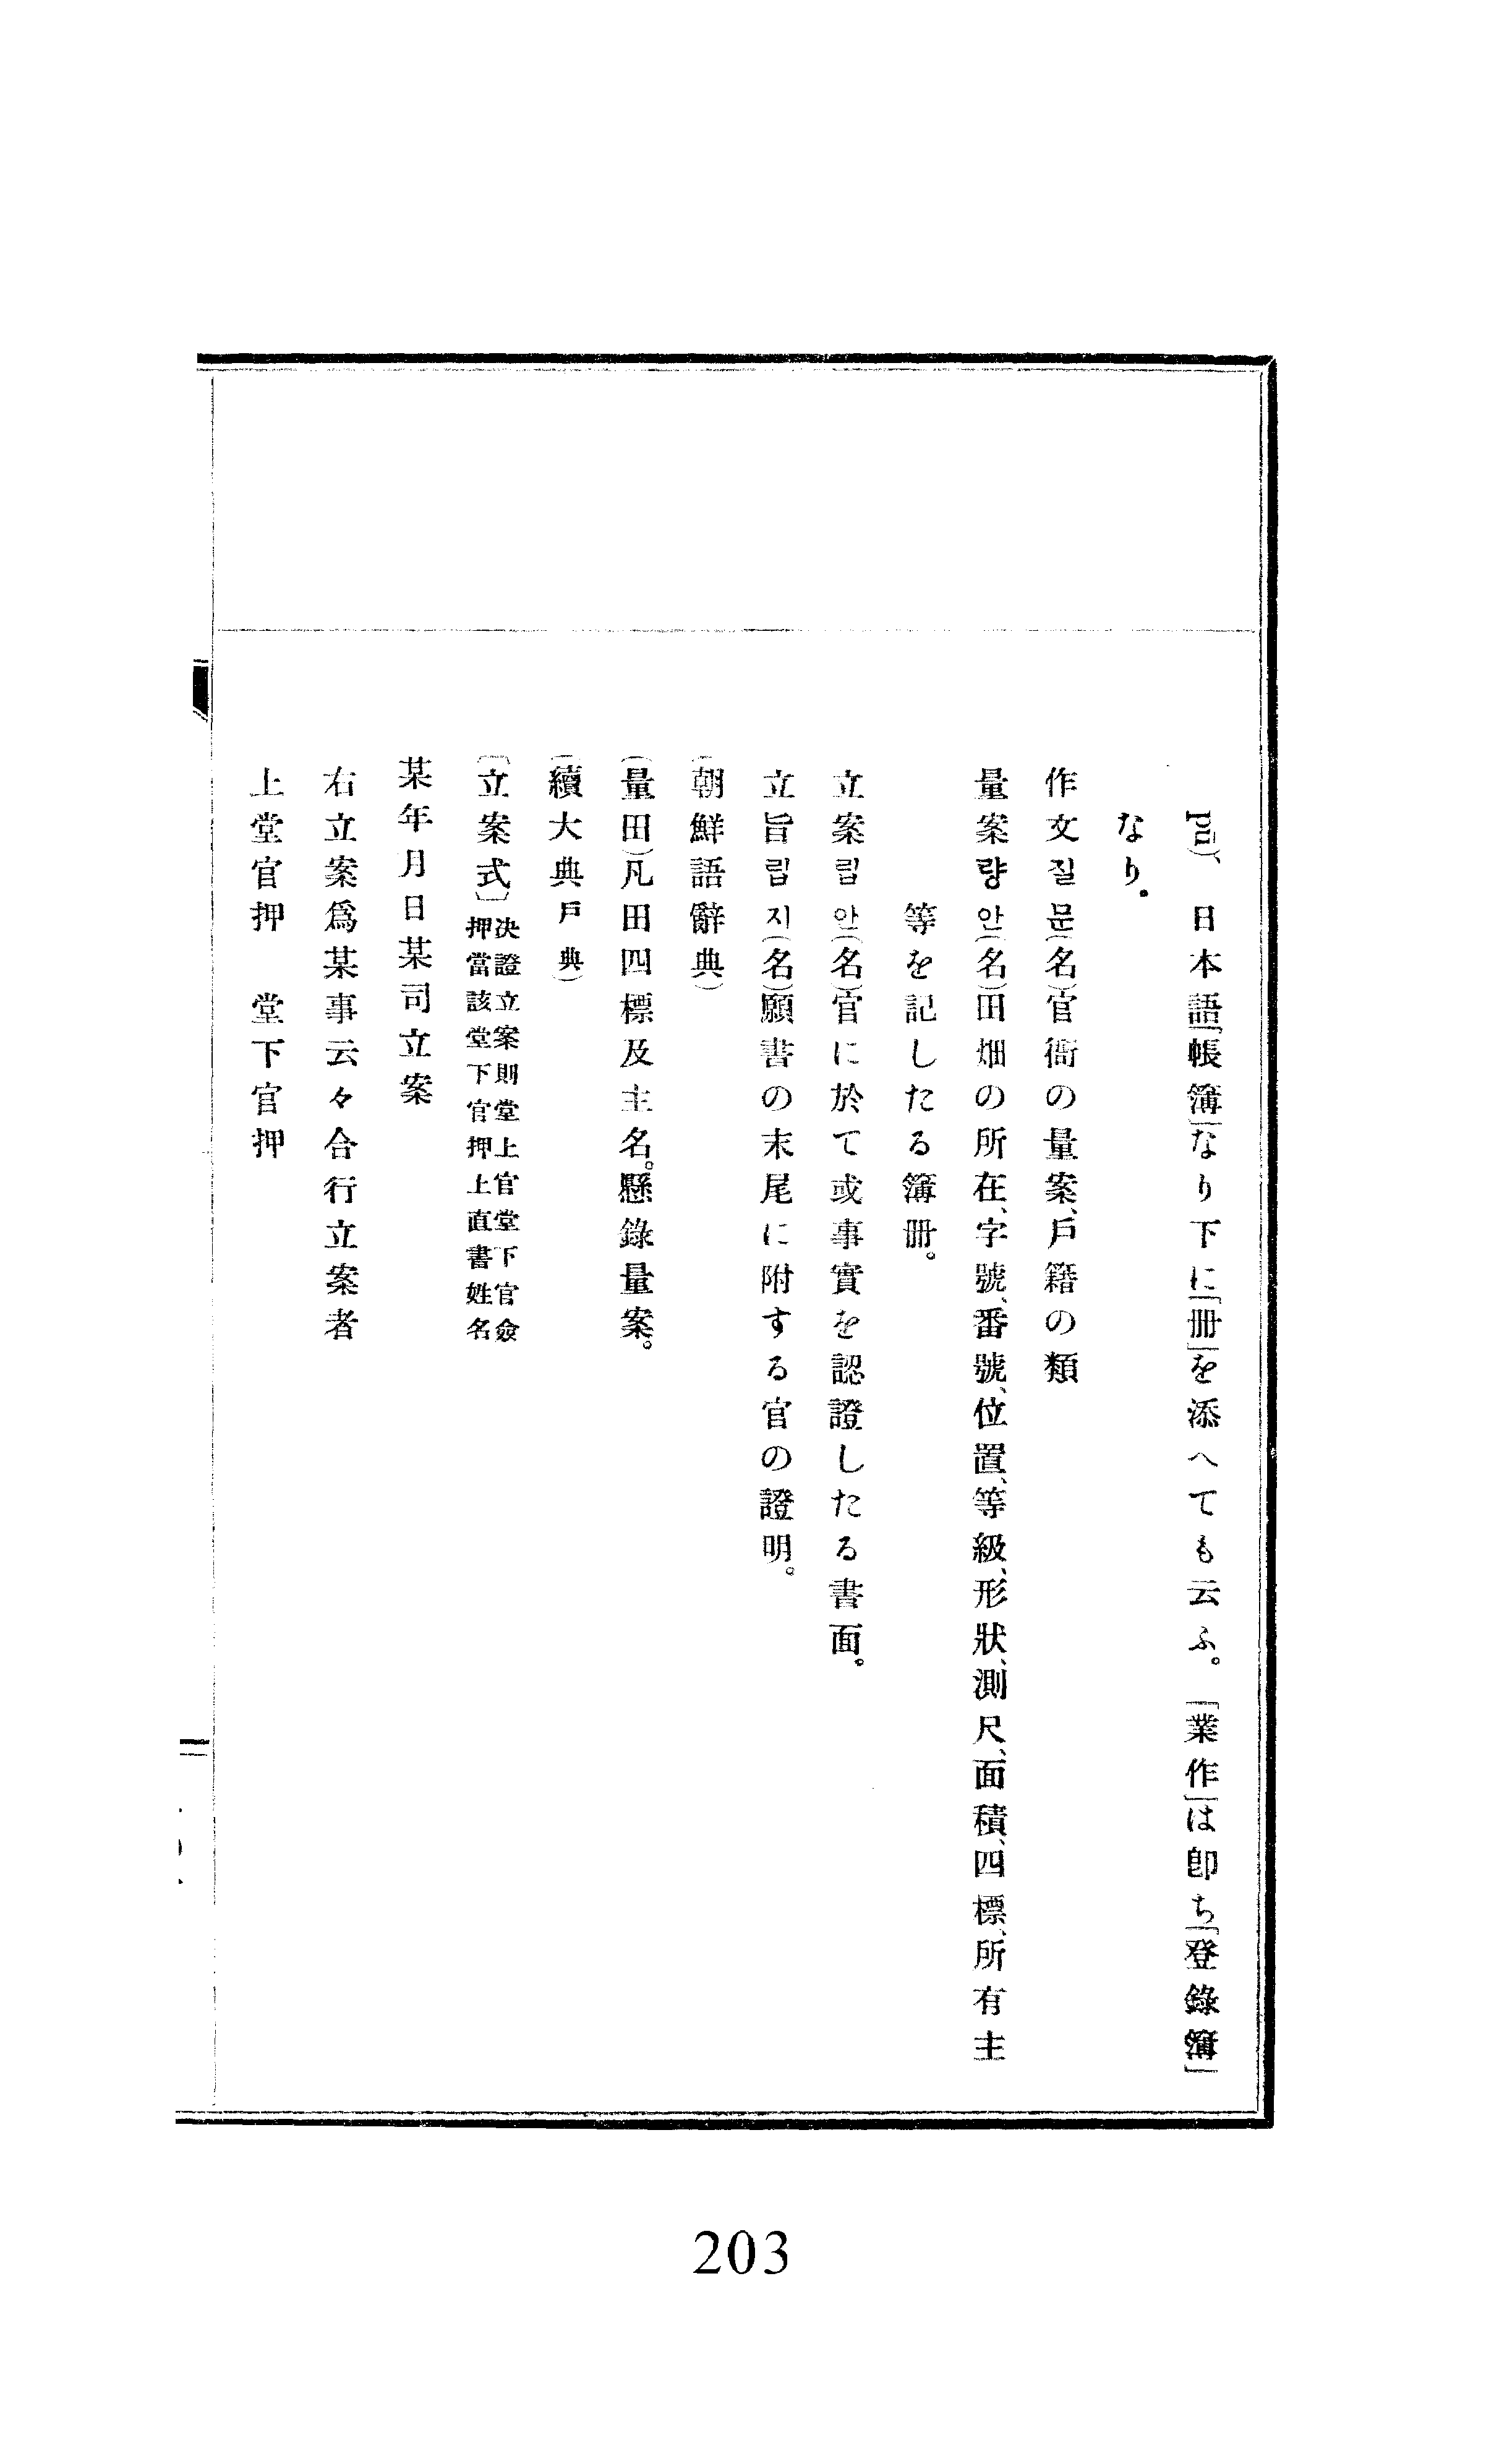 pu)、日本語「帳簿」なり下に「冊」を添へても云ふ。「業作」は卽ち「登錄簿」
なり。
作文질문(名)官衙の量案、戶籍の類
量案량안(名)田畑の所在、字號、番號、位置、等級、形狀、測尺、面積、四標、所有主
等を記したる簿冊。
立案립안(名)官に於て或事實を認證したる書面。
立旨립지(名)願書の末尾に附する官の證明。
(朝鮮語辭典)
(量田)凡田四標及主名。懸錄量案。
(續大典戶典)
〔立案式〕決證立案則堂上官堂下官僉
押當該堂下官押上直書姓名
某年月日某司立案
右立案爲某事云々合行立案者
上堂官押 堂下官押
203